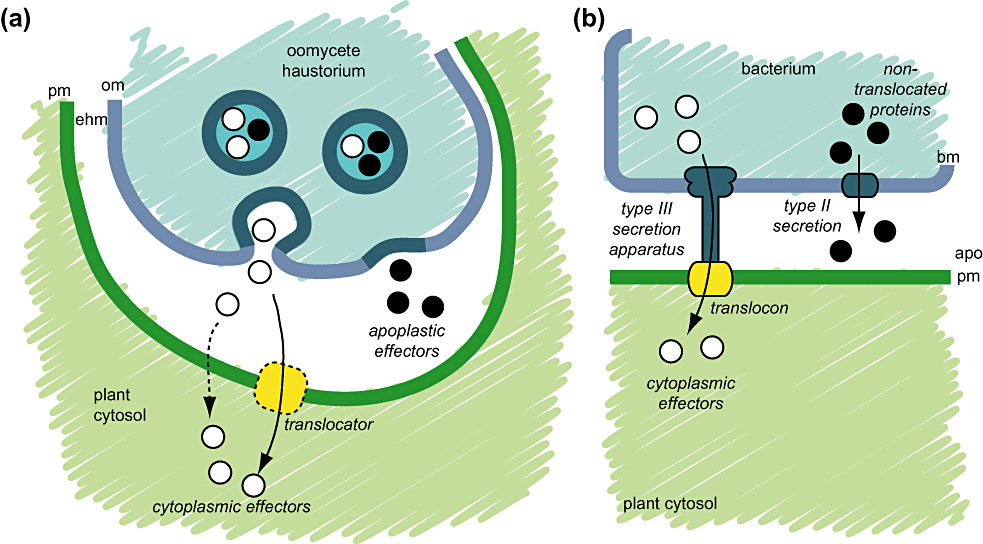 (a)
oomycete
haustorium
om
pm
ehm
apoplastic
effectors
plant
cytosol
translocator
cytoplasmic effectors
(b)
bacterium
non-
translocated
proteins
bm
type III
secretion
apparatus
type II
secretion
apo
pm
translocon
cytoplasmic
effectors
plant cytosol